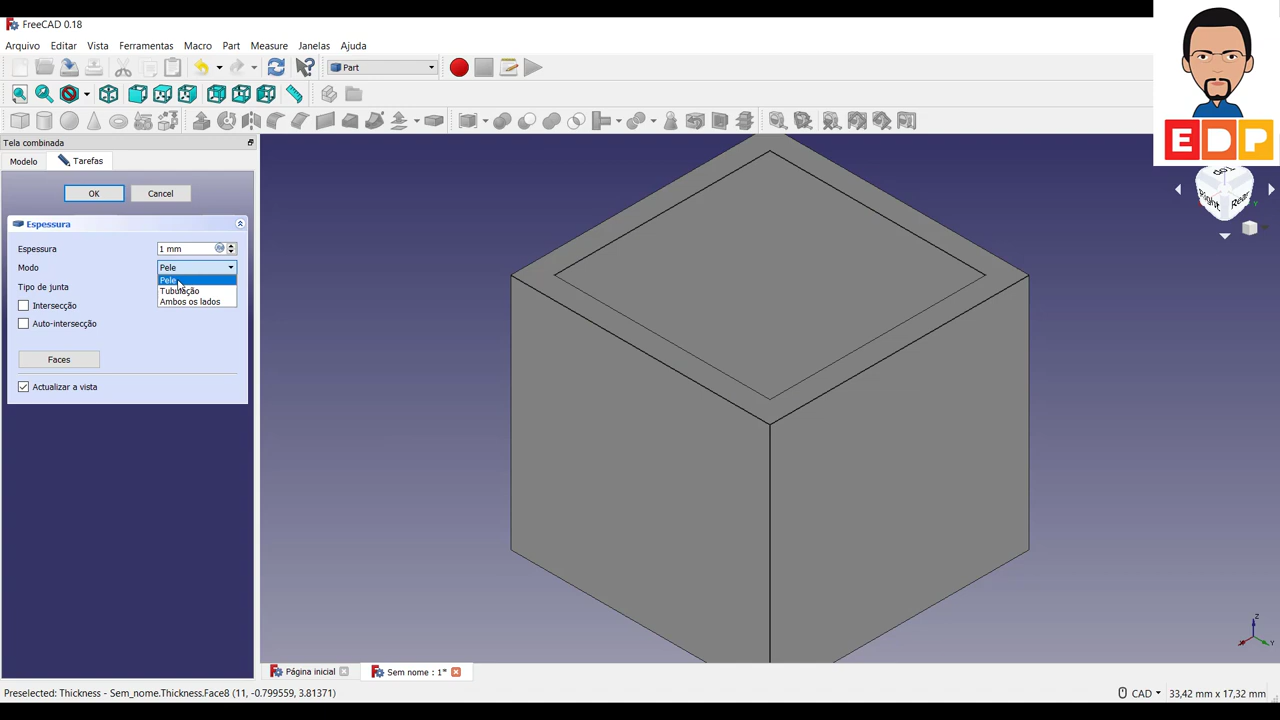 FreeCAD 0.18
Arquivo Editar Vista Ferramentas Macro Part Measure Janelas Ajuda
Part
EDP
Tela combinada
Modelo Tarefas
OK Cancel
Espessura
Espessura 1 mm
Modo Pele
Pele
Tipo de junta Tubulação
Ambos os lados
Intersecção
Auto-intersecção
Faces
Actualizar a vista
Top
Right Rear
Z
X Y
Página inicial Sem nome : 1*
Preselected: Thickness - Sem_nome.Thickness.Face8 (11, -0.799559, 3.81371) CAD 33,42 mm x 17,32 mm